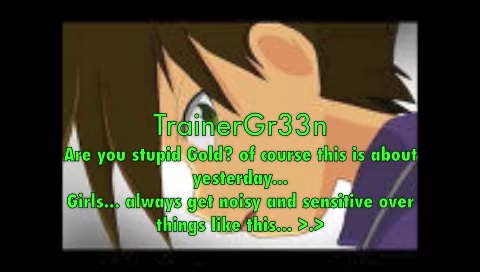 TrainerGr33n
Are you stupid Gold? of course this is about
yesterday...
Girls... always get noisy and sensitive over
things like this... >.>